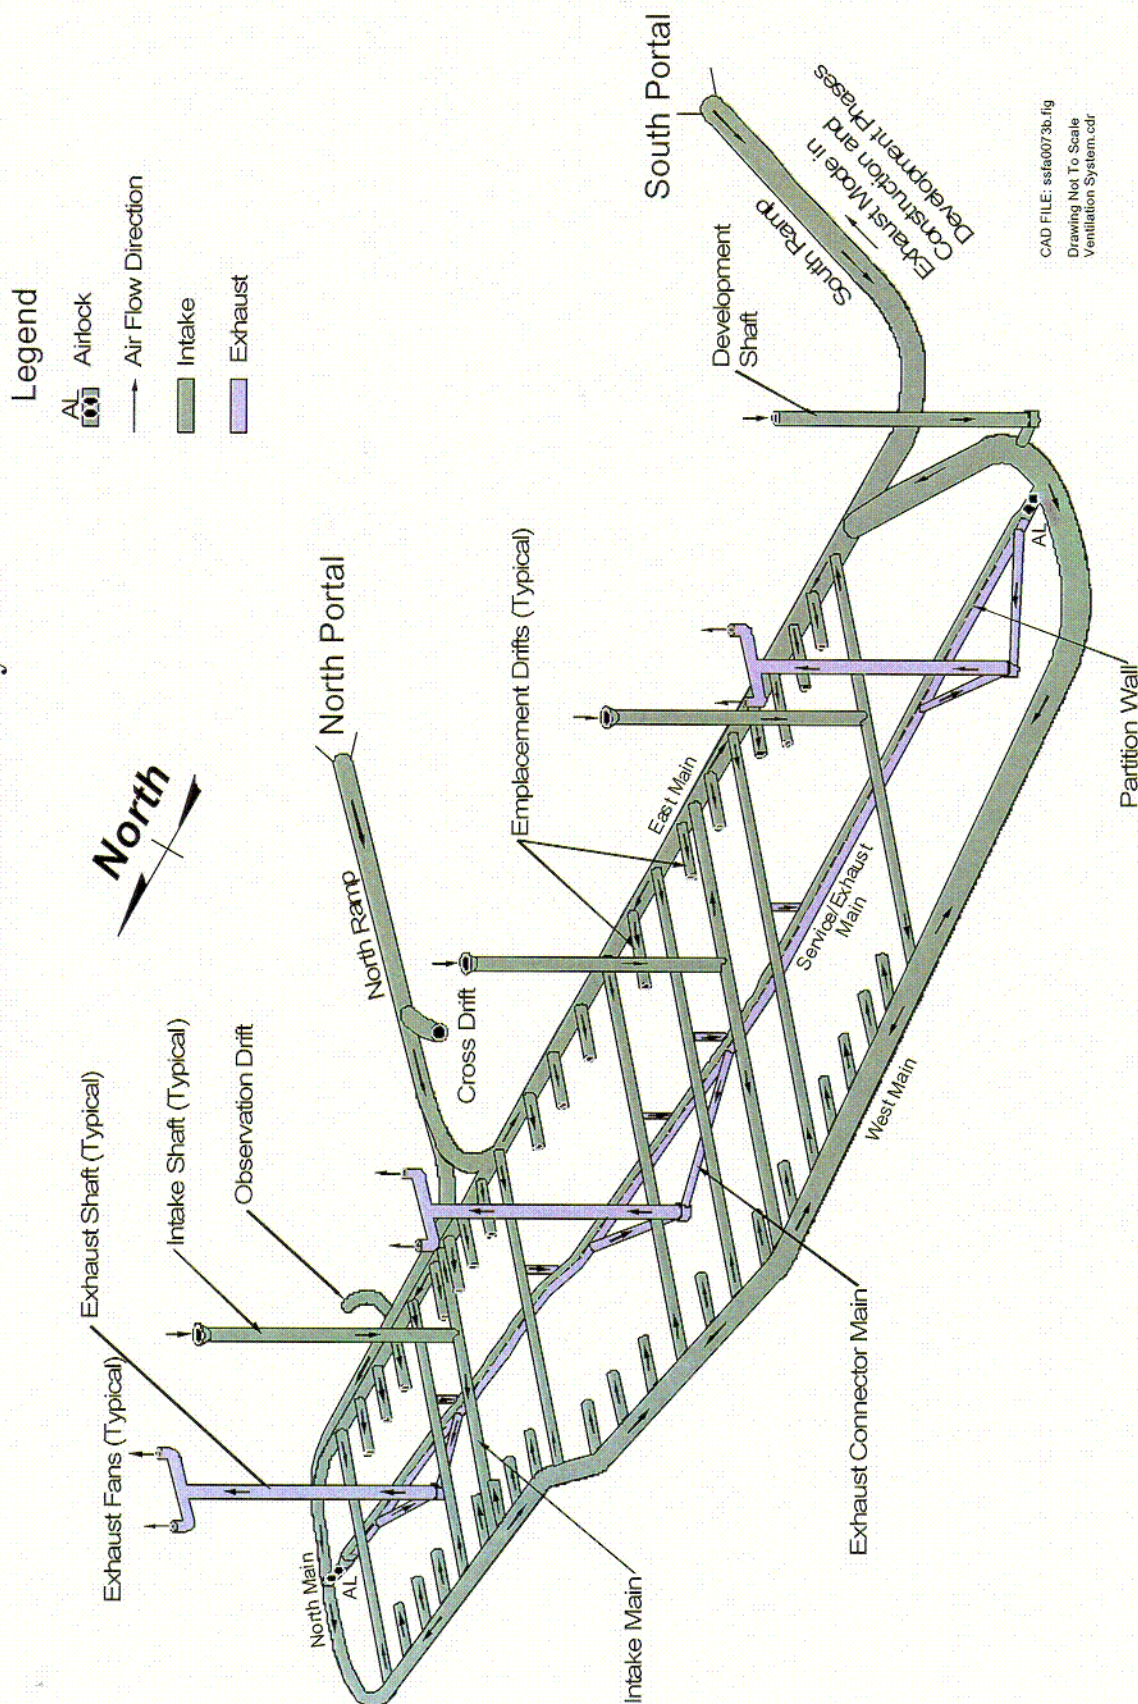 Legend
AL
Airlock
Air Flow Direction
Intake
Exhaust
North
North Portal
South Portal
South Ramp
Exhaust Mode in
Construction and
Development Phases
Development
Shaft
North Ramp
Cross Drift
Emplacement Drifts (Typical)
East Main
Exhaust Fans (Typical)
Exhaust Shaft (Typical)
Intake Shaft (Typical)
Observation Drift
North Main
AL
Service/Exhaust
Main
West Main
AL
Intake Main
Exhaust Connector Main
Partition Wall
CAD FILE: ssfa0073b.fig
Drawing Not To Scale
Ventilation System.cdr